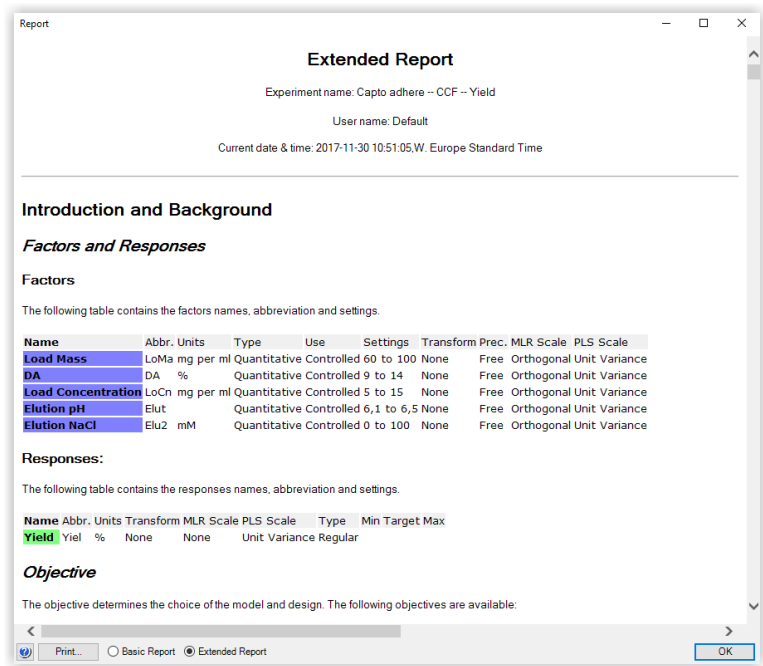 Report
Extended Report
Experiment name: Capto adhere -- CCF -- Yield
User name: Default
Current date & time: 2017-11-30 10:51:05,W. Europe Standard Time
Introduction and Background
Factors and Responses
Factors
The following table contains the factors names, abbreviation and settings.
Name Abbr. Units Type Use Settings Transform Prec. MLR Scale PLS Scale
Load Mass LoMa mg per ml Quantitative Controlled 60 to 100 None Free Orthogonal Unit Variance
DA DA % Quantitative Controlled 9 to 14 None Free Orthogonal Unit Variance
Load Concentration LoCn mg per ml Quantitative Controlled 5 to 15 None Free Orthogonal Unit Variance
Elution pH Elut Quantitative Controlled 6,1 to 6,5 None Free Orthogonal Unit Variance
Elution NaCl Elu2 mM Quantitative Controlled 0 to 100 None Free Orthogonal Unit Variance
Responses:
The following table contains the responses names, abbreviation and settings.
Name Abbr. Units Transform MLR Scale PLS Scale Type Min Target Max
Yield Yiel % None None Unit Variance Regular
Objective
The objective determines the choice of the model and design. The following objectives are available:
Print... Basic Report Extended Report OK